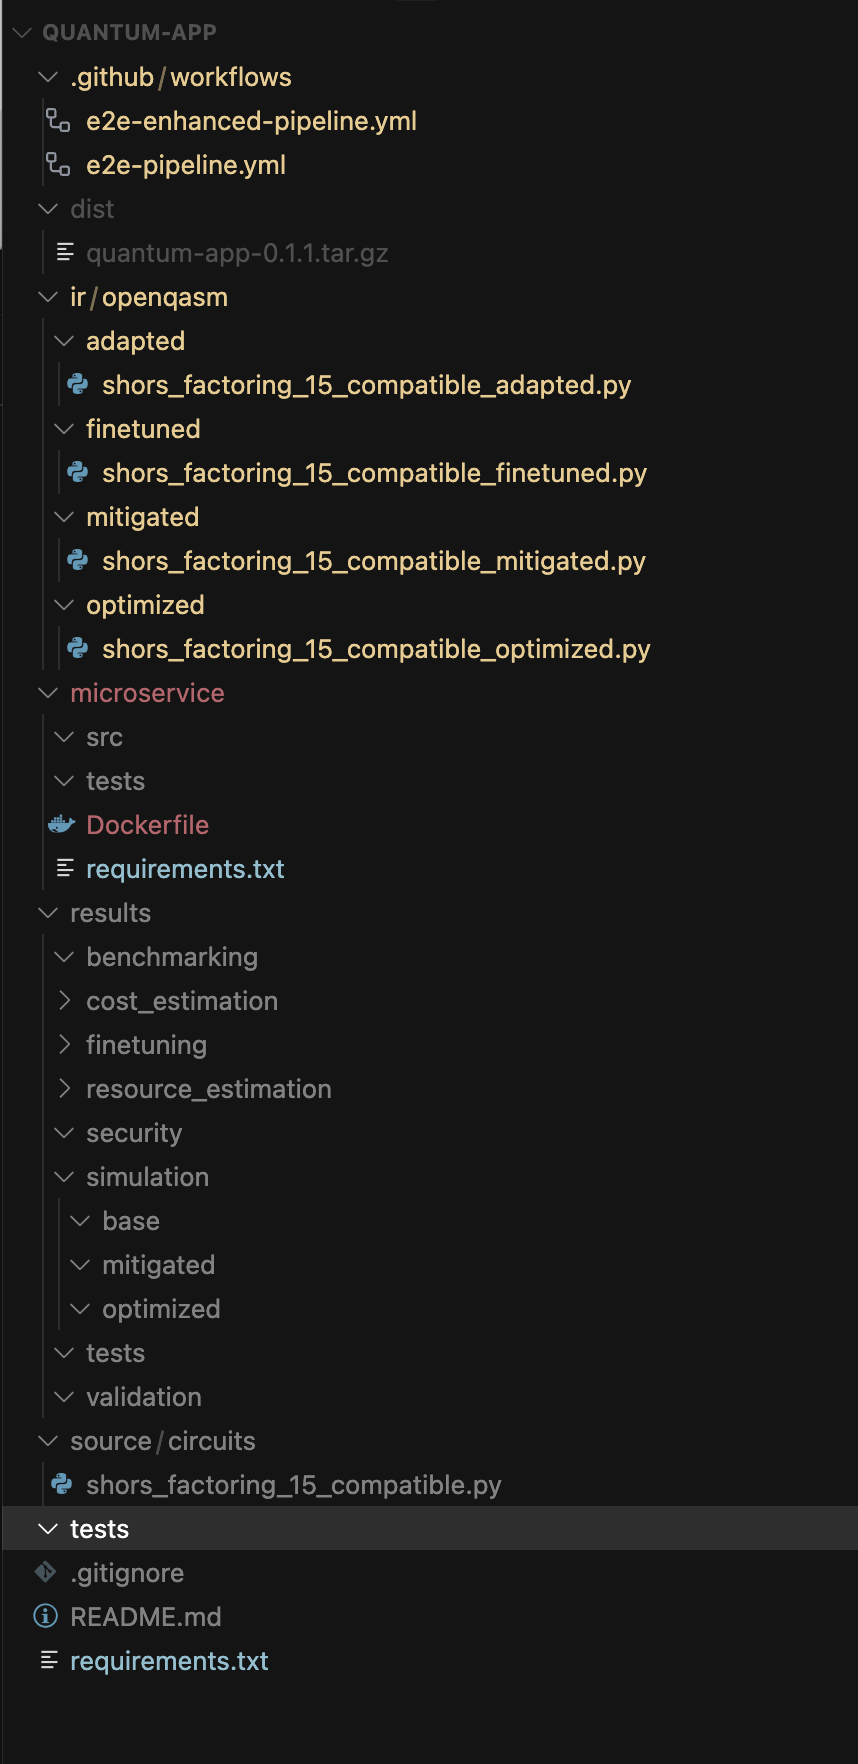 QUANTUM-APP
.github/workflows
e2e-enhanced-pipeline.yml
e2e-pipeline.yml
dist
quantum-app-0.1.1.tar.gz
ir/openqasm
adapted
shors_factoring_15_compatible_adapted.py
finetuned
shors_factoring_15_compatible_finetuned.py
mitigated
shors_factoring_15_compatible_mitigated.py
optimized
shors_factoring_15_compatible_optimized.py
microservice
src
tests
Dockerfile
requirements.txt
results
benchmarking
cost_estimation
finetuning
resource_estimation
security
simulation
base
mitigated
optimized
tests
validation
source/circuits
shors_factoring_15_compatible.py
tests
.gitignore
README.md
requirements.txt